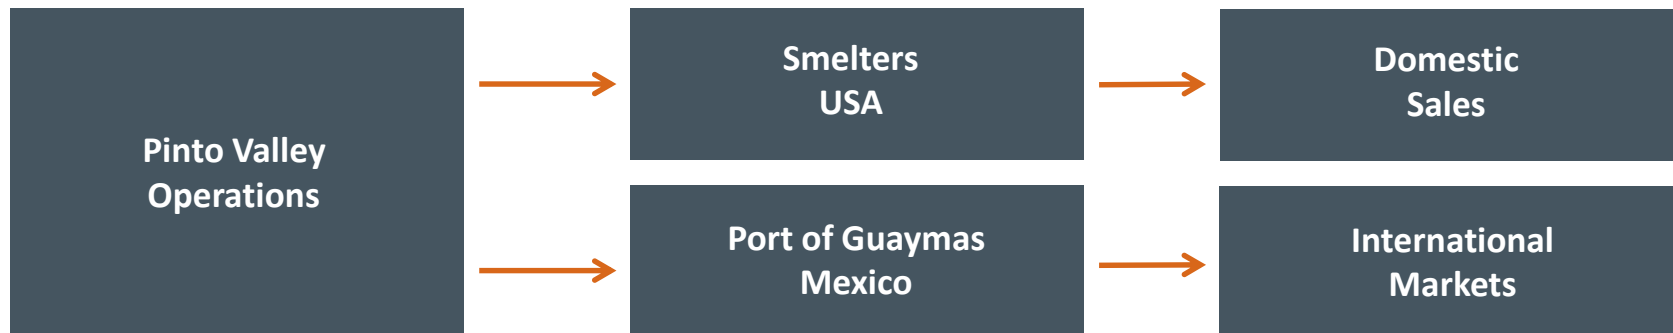 Pinto Valley
Operations
Smelters
USA
Domestic
Sales
Port of Guaymas
Mexico
International
Markets